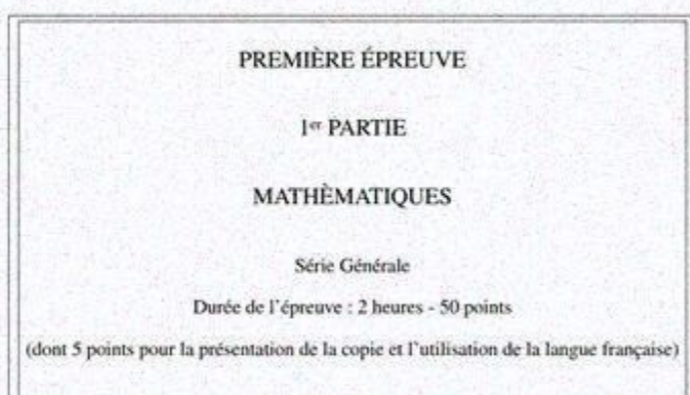 PREMIÈRE ÉPREUVE
1er PARTIE
MATHÈMATIQUES
Série Générale
Durée de l'épreuve : 2 heures - 50 points
(dont 5 points pour la présentation de la copie et l'utilisation de la langue française)